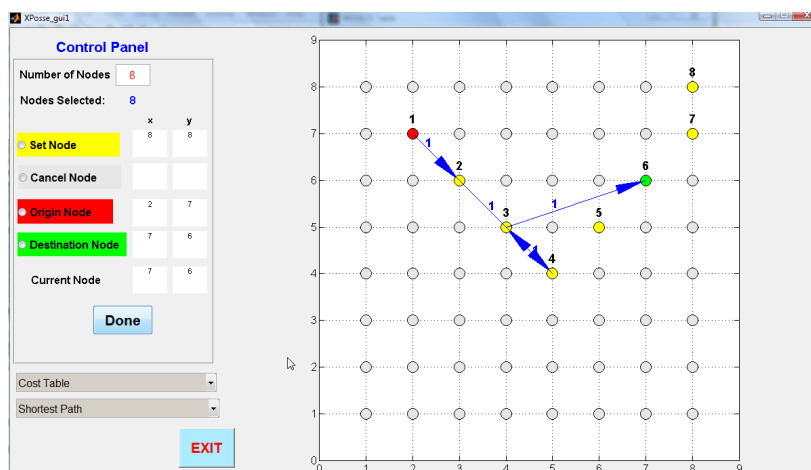 XPosse_gui1
Control Panel
Number of Nodes 8
Nodes Selected: 8
x y
Set Node 8 8
Cancel Node
Origin Node 2 7
Destination Node 7 6
Current Node 7 6
Done
Cost Table
Shortest Path
EXIT
9
8
8
7
1
7
1
2
6
6
1
3
1
5
5
1
4
4
3
2
1
0
0 1 2 3 4 5 6 7 8 9